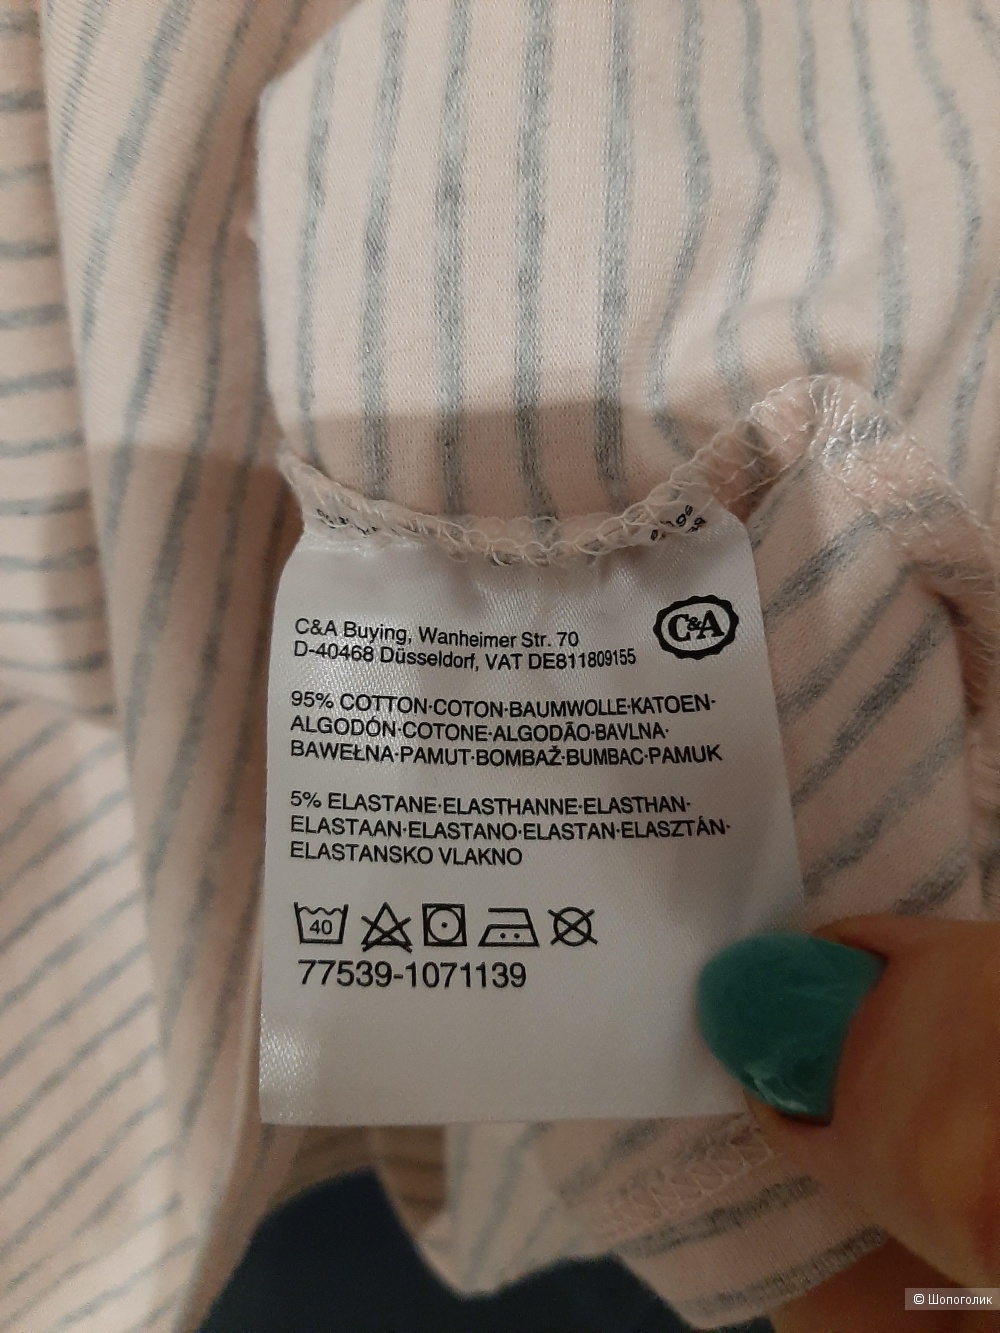 C&A Buying, Wanheimer Str. 70
D-40468 Düsseldorf, VAT DE811809155
C&A
95% COTTON·COTON·BAUMWOLLE·KATOEN·
ALGODÓN·COTONE·ALGODÃO·BAVLNA·
BAWEŁNA·PAMUT·BOMBAŽ·BUMBAC·PAMUK
5% ELASTANE·ELASTHANNE·ELASTHAN·
ELASTAAN·ELASTANO·ELASTAN·ELASZTÁN·
ELASTANSKO VLAKNO
40
77539-1071139
© Шопоголик